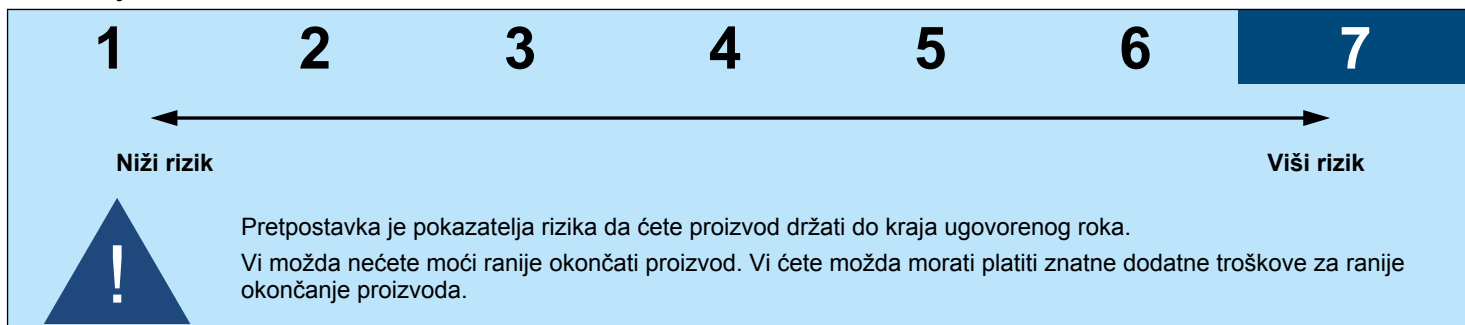 1 2 3 4 5 6 7
Niži rizik Viši rizik
Pretpostavka je pokazatelja rizika da ćete proizvod držati do kraja ugovorenog roka.
!
Vi možda nećete moći ranije okončati proizvod. Vi ćete možda morati platiti znatne dodatne troškove za ranije
okončanje proizvoda.